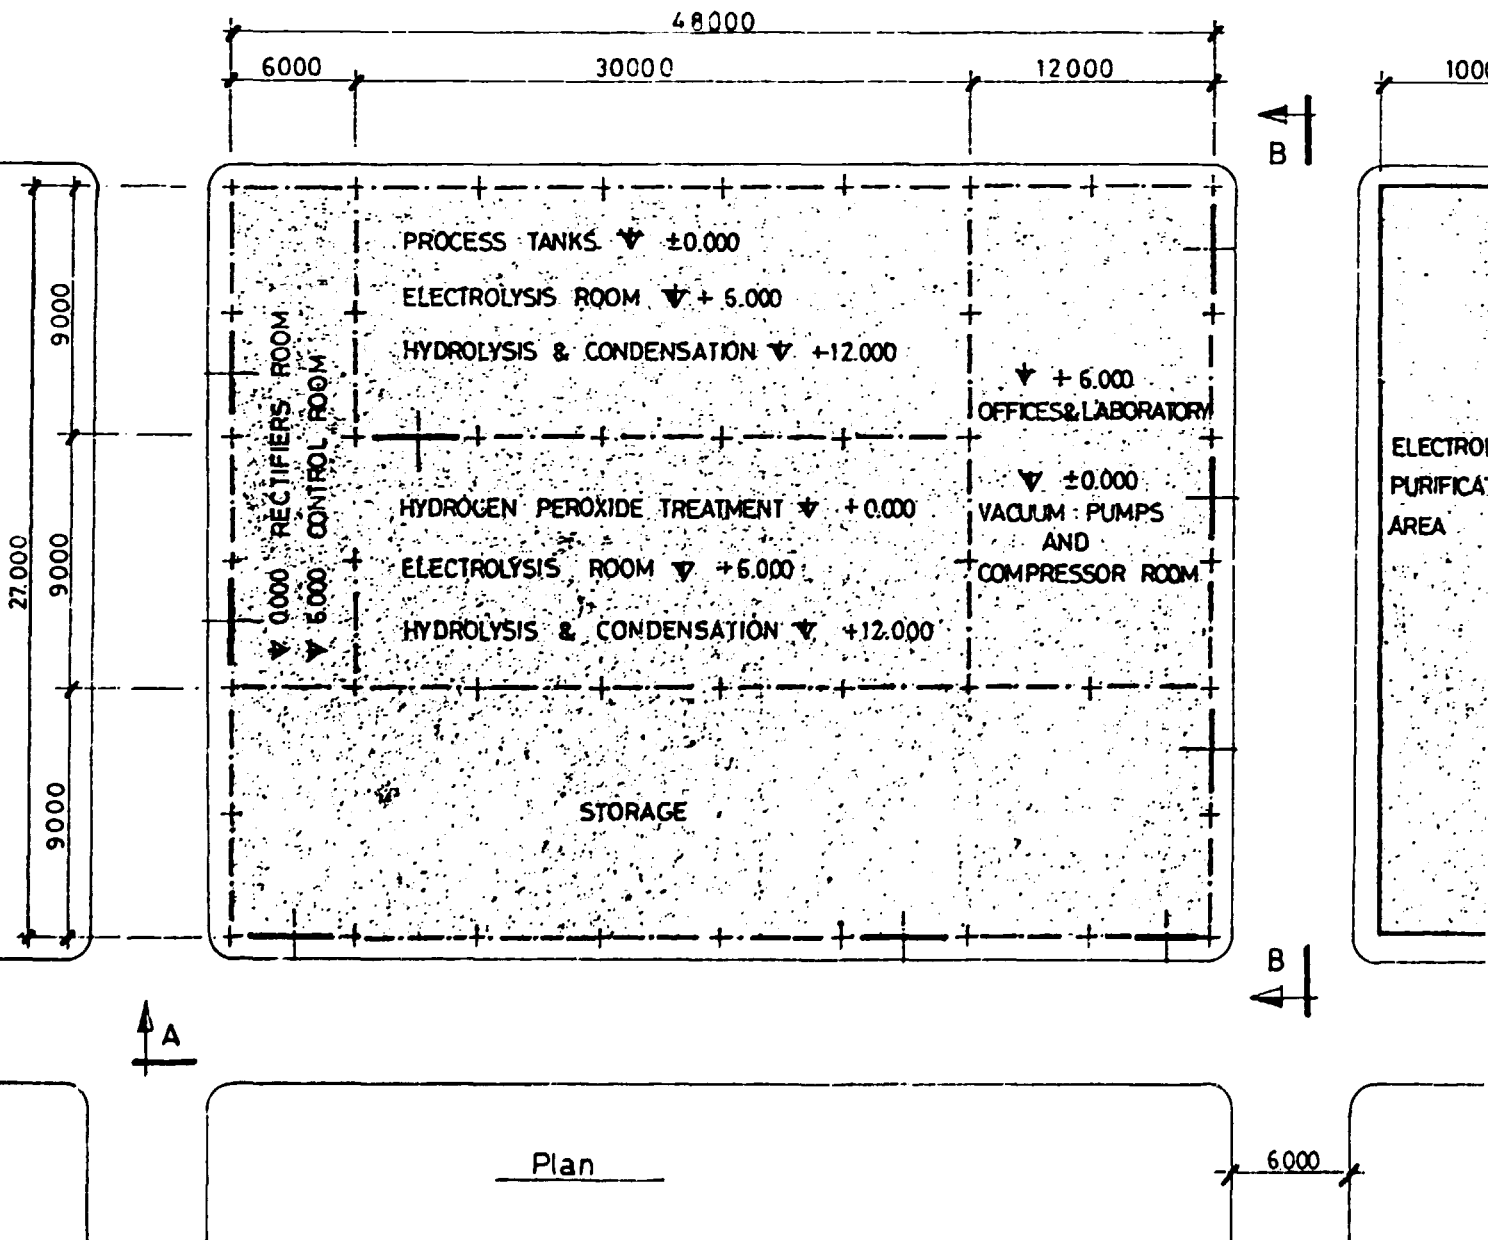 48000
6000 30000 12000 1000
B
PROCESS TANKS ±0.000
ELECTROLYSIS ROOM + 6.000
HYDROLYSIS & CONDENSATION +12.000
9000
0.000 RECTIFIERS ROOM
6.000 CONTROL ROOM
+ 6.000
OFFICES & LABORATORY
±0.000
VACUUM PUMPS
AND
COMPRESSOR ROOM
HYDROGEN PEROXIDE TREATMENT +0.000
ELECTROLYSIS ROOM +6.000
HYDROLYSIS & CONDENSATION +12.000
AREA
27.000
9000
9000
STORAGE
B
A
Plan
6000